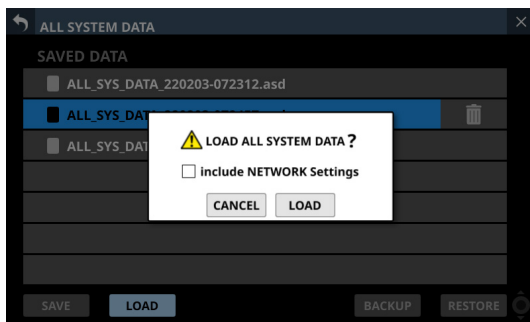 ALL SYSTEM DATA
SAVED DATA
ALL_SYS_DATA_220203-072312.asd
ALL_SYS_DAT
ALL_SYS_DAT
LOAD ALL SYSTEM DATA?
include NETWORK Settings
CANCEL LOAD
SAVE LOAD BACKUP RESTORE